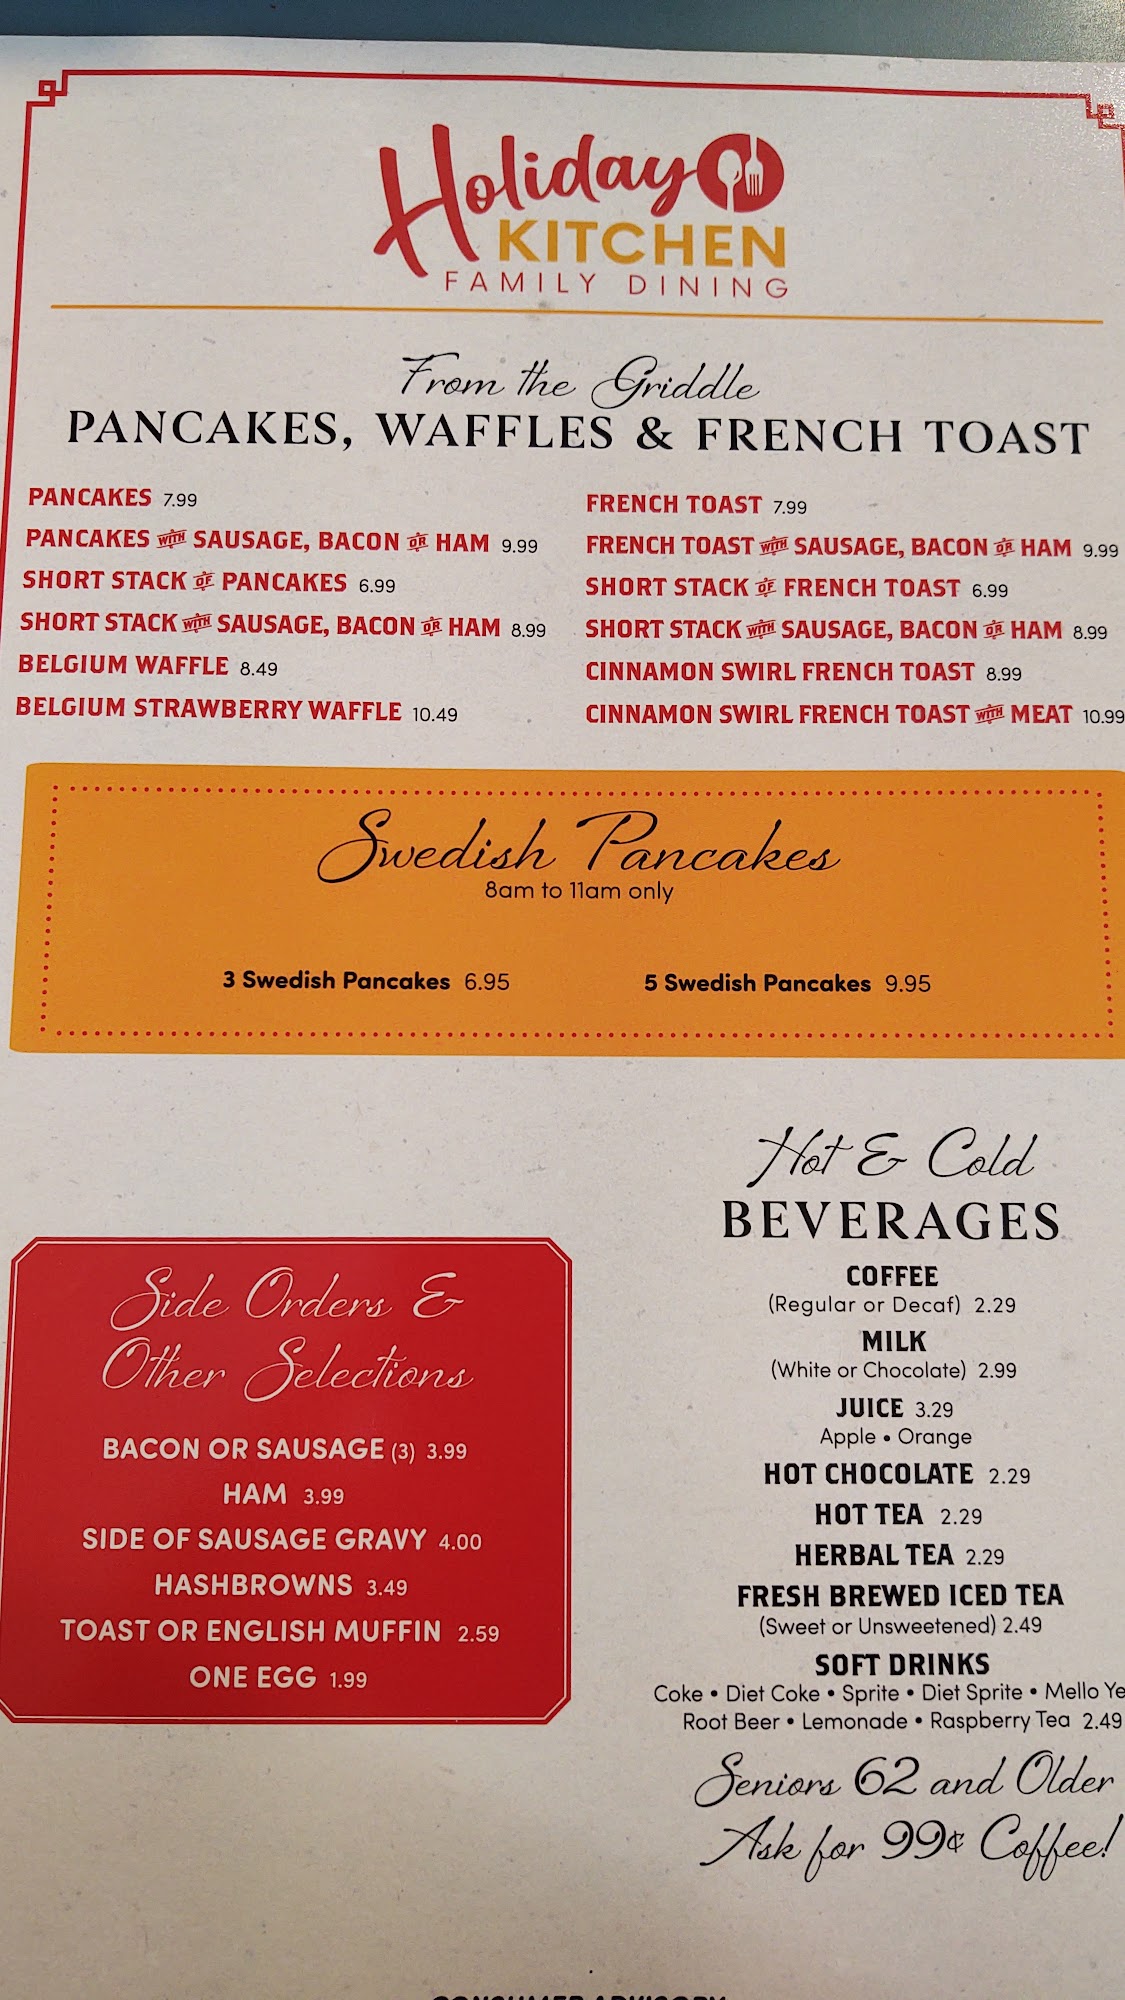 Holiday
KITCHEN
FAMILY DINING
From the Griddle
PANCAKES, WAFFLES & FRENCH TOAST
PANCAKES 7.99
PANCAKES WITH SAUSAGE, BACON OR HAM 9.99
SHORT STACK OF PANCAKES 6.99
SHORT STACK WITH SAUSAGE, BACON OR HAM 8.99
BELGIUM WAFFLE 8.49
BELGIUM STRAWBERRY WAFFLE 10.49
FRENCH TOAST 7.99
FRENCH TOAST WITH SAUSAGE, BACON OR HAM 9.99
SHORT STACK OF FRENCH TOAST 6.99
SHORT STACK WITH SAUSAGE, BACON OR HAM 8.99
CINNAMON SWIRL FRENCH TOAST 8.99
CINNAMON SWIRL FRENCH TOAST WITH MEAT 10.99
Swedish Pancakes
8am to 11am only
3 Swedish Pancakes 6.95
5 Swedish Pancakes 9.95
Side Orders &
Other Selections
BACON OR SAUSAGE (3) 3.99
HAM 3.99
SIDE OF SAUSAGE GRAVY 4.00
HASHBROWNS 3.49
TOAST OR ENGLISH MUFFIN 2.59
ONE EGG 1.99
Hot & Cold
BEVERAGES
COFFEE
(Regular or Decaf) 2.29
MILK
(White or Chocolate) 2.99
JUICE 3.29
Apple • Orange
HOT CHOCOLATE 2.29
HOT TEA 2.29
HERBAL TEA 2.29
FRESH BREWED ICED TEA
(Sweet or Unsweetened) 2.49
SOFT DRINKS
Coke • Diet Coke • Sprite • Diet Sprite • Mello Ye
Root Beer • Lemonade • Raspberry Tea 2.49
Seniors 62 and Older
Ask for 99¢ Coffee!
CONSUMER ADVISORY